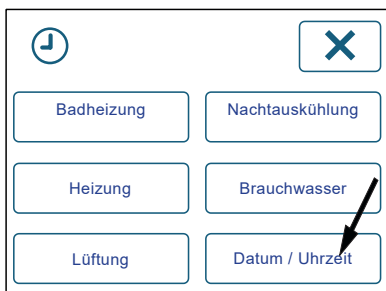 Badheizung
Nachtauskühlung
Heizung
Brauchwasser
Lüftung
Datum / Uhrzeit